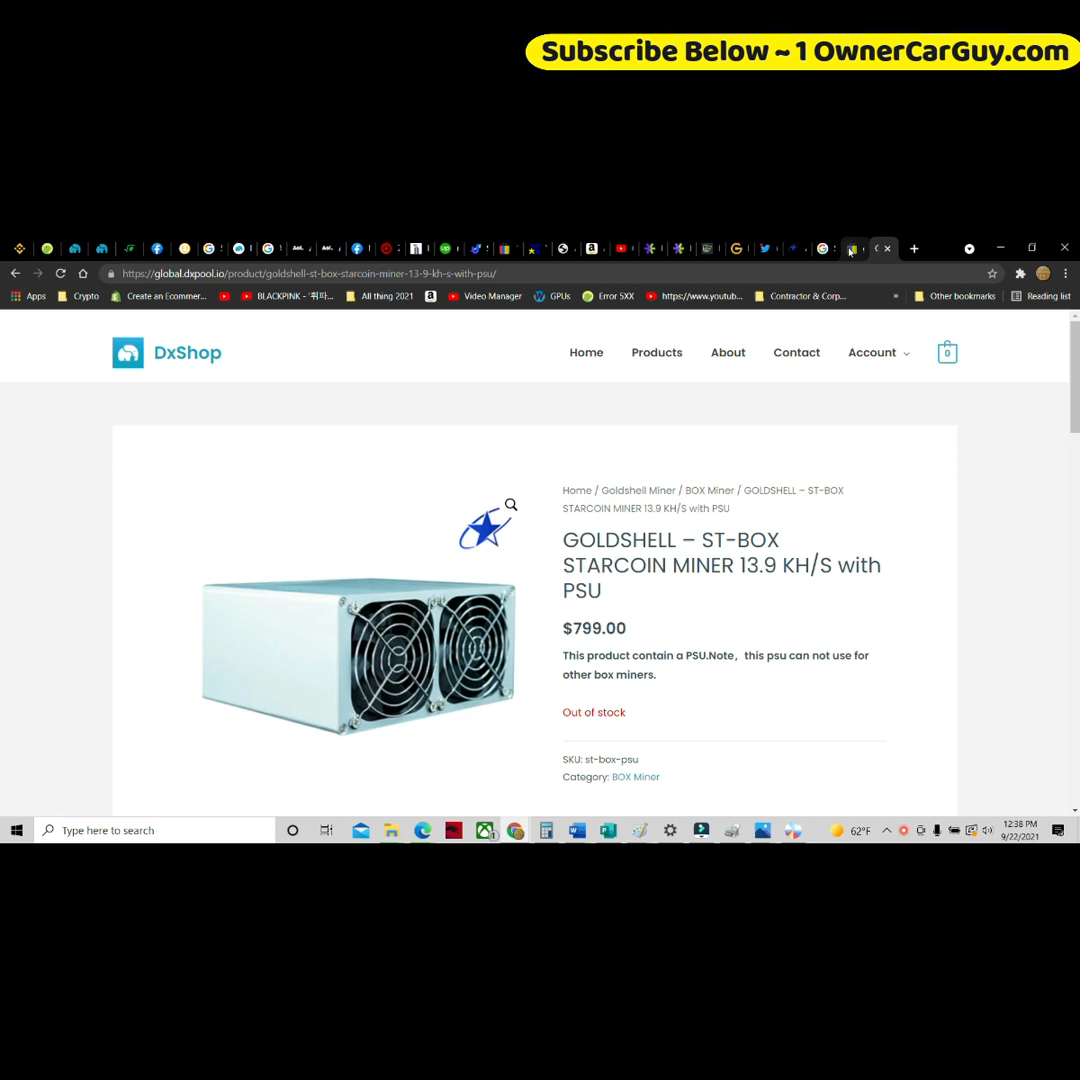 Subscribe Below ~ 1 OwnerCarGuy.com
https://global.dxpool.io/product/goldshell-st-box-starcoin-miner-13-9-kh-s-with-psu/
Apps
Crypto
Create an Ecommer...
BLACKPINK - '휘파...
All thing 2021
Video Manager
GPUs
Error 5XX
https://www.youtub...
Contractor & Corp...
»
Other bookmarks
Reading list
DxShop
Home
Products
About
Contact
Account
0
Home / Goldshell Miner / BOX Miner / GOLDSHELL – ST-BOX
STARCOIN MINER 13.9 KH/S with PSU
GOLDSHELL – ST-BOX
STARCOIN MINER 13.9 KH/S with
PSU
$799.00
This product contain a PSU.Note，this psu can not use for
other box miners.
Out of stock
SKU: st-box-psu
Category: BOX Miner
Type here to search
62°F
12:38 PM
9/22/2021